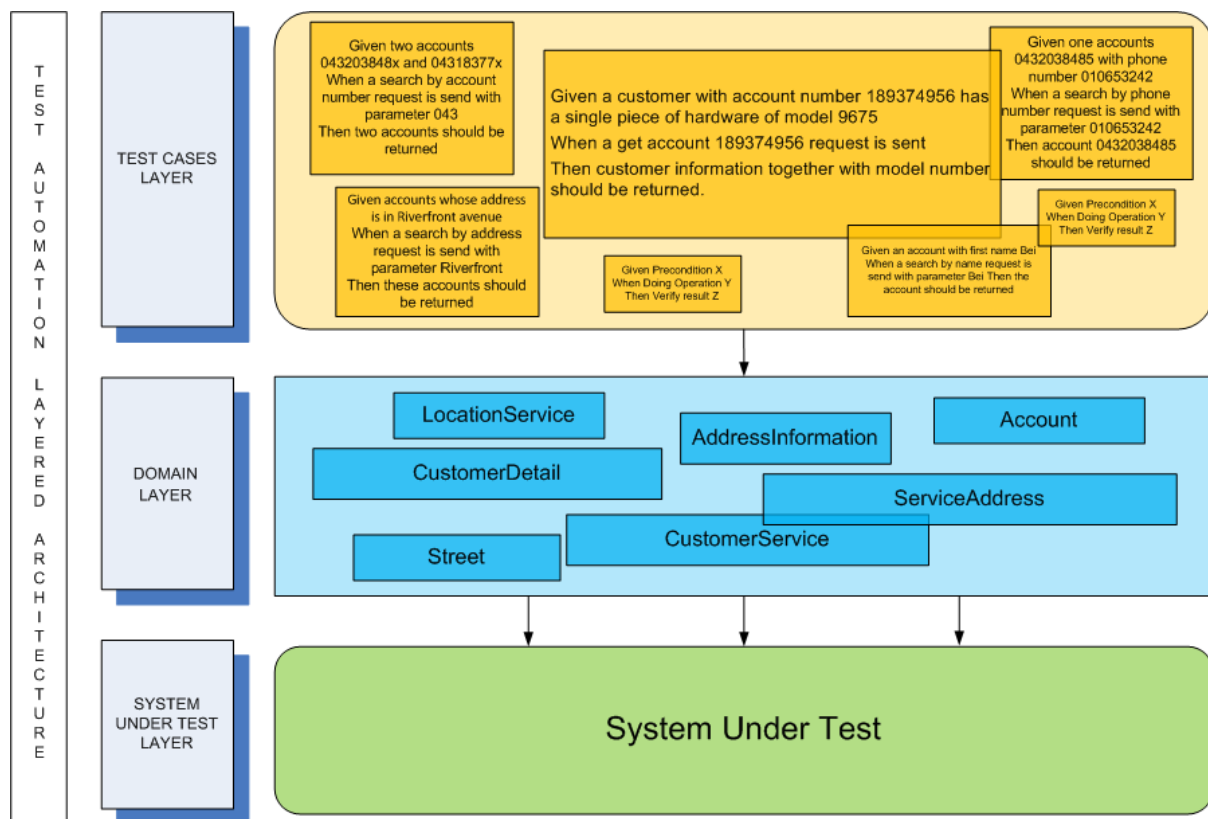 TEST AUTOMATION LAYERED ARCHITECTURE
TEST CASES
LAYER
Given two accounts
043203848x and 04318377x
When a search by account
number request is send with
parameter 043
Then two accounts should be
returned
Given a customer with account number 189374956 has
a single piece of hardware of model 9675
When a get account 189374956 request is sent
Then customer information together with model number
should be returned.
Given one accounts
0432038485 with phone
number 010653242
When a search by phone
number request is send with
parameter 010653242
Then account 0432038485
should be returned
Given accounts whose address
is in Riverfront avenue
When a search by address
request is send with
parameter Riverfront
Then these accounts should
be returned
Given Precondition X
When Doing Operation Y
Then Verify result Z
Given an account with first name Bei
When a search by name request is
send with parameter Bei Then the
account should be returned
Given Precondition X
When Doing Operation Y
Then Verify result Z
DOMAIN
LAYER
LocationService
AddressInformation
Account
CustomerDetail
ServiceAddress
Street
CustomerService
SYSTEM
UNDER TEST
LAYER
System Under Test